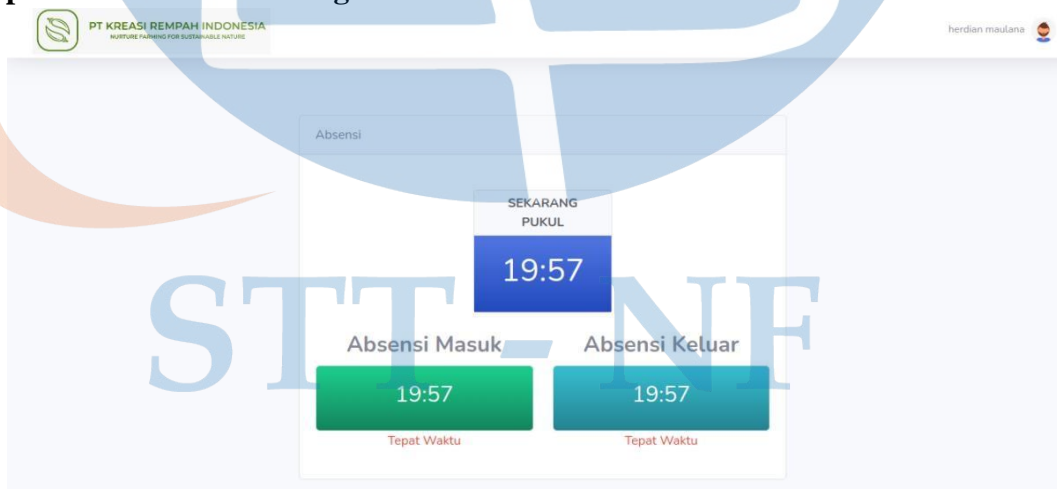 PT KREASI REMPAH INDONESIA
NURTURE FARMING FOR SUSTAINABLE NATURE
herdian maulana
Absensi
SEKARANG
PUKUL
19:57
Absensi Masuk
Absensi Keluar
19:57
19:57
Tepat Waktu
Tepat Waktu
STT - NF